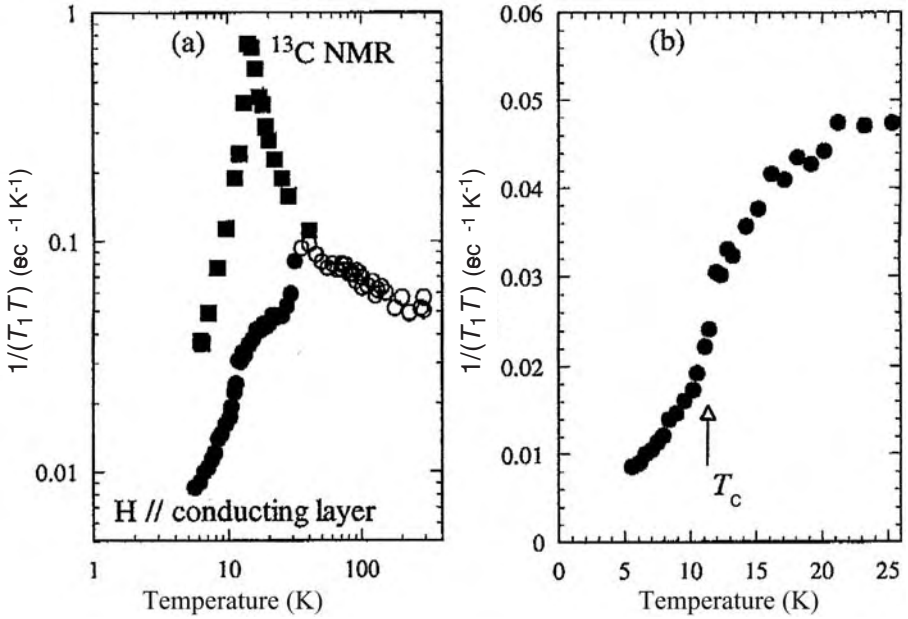 (a)
¹³C NMR
1
0.1
0.01
1/(T₁T) (ec ⁻¹ K⁻¹)
H // conducting layer
1
10
100
Temperature (K)
(b)
0.06
0.05
0.04
0.03
0.02
0.01
0
1/(T₁T) (ec ⁻¹ K⁻¹)
T_c
0
5
10
15
20
25
Temperature (K)